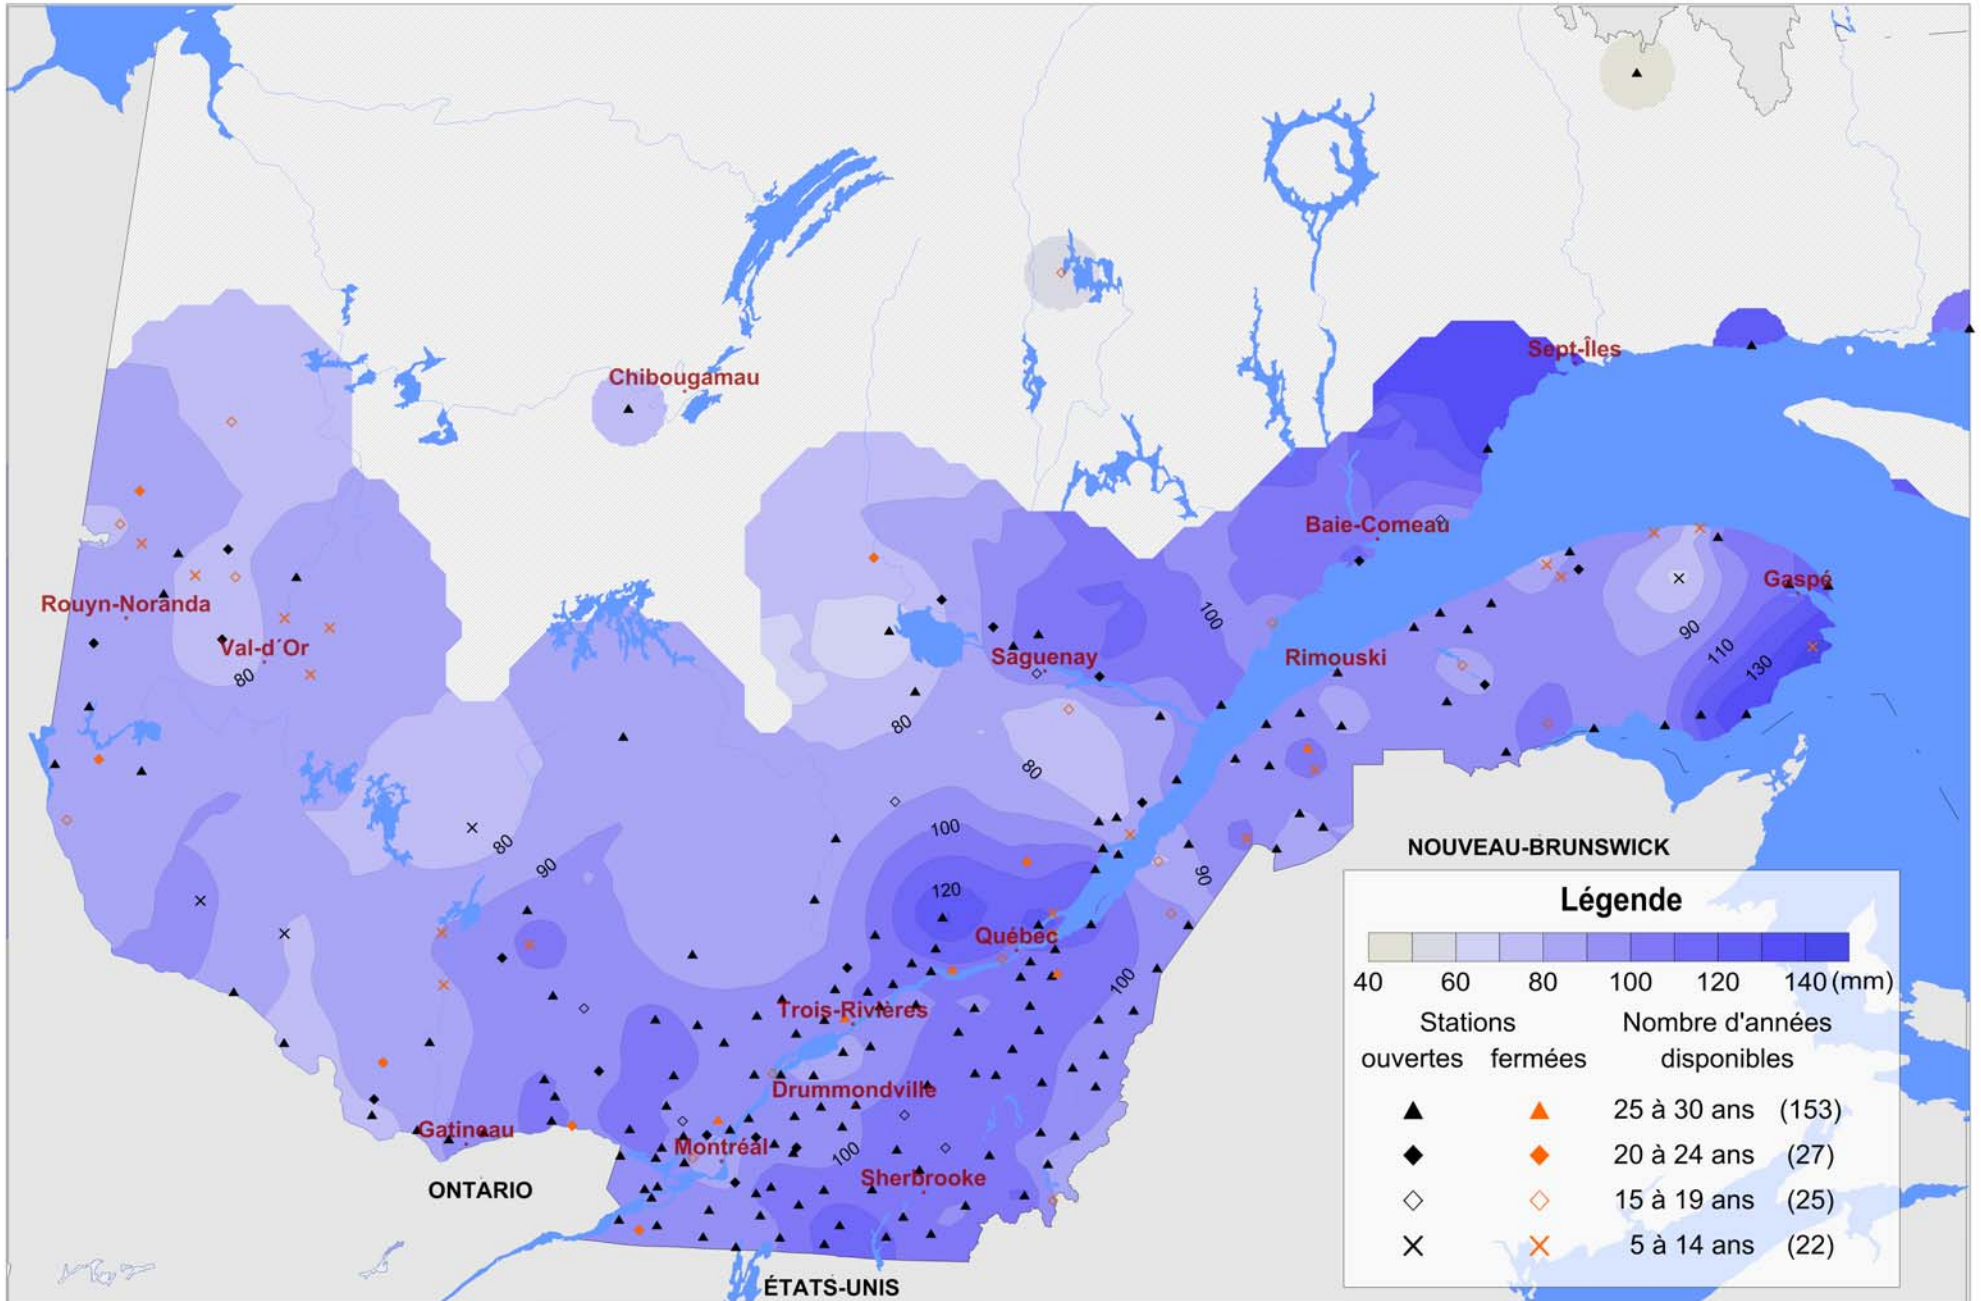 Sept-Îles
Chibougamau
Baie-Comeau
Gaspé
Rouyn-Noranda
100
90
Val-d´Or
Saguenay
Rimouski
110
130
80
80
80
80
90
100
NOUVEAU-BRUNSWICK
90
120
Québec
100
Trois-Rivières
Drummondville
Gatineau
Montréal
100
Sherbrooke
ONTARIO
ÉTATS-UNIS
Légende
40 60 80 100 120 140 (mm)
Stations Nombre d'années
ouvertes fermées disponibles
25 à 30 ans (153)
20 à 24 ans (27)
15 à 19 ans (25)
5 à 14 ans (22)